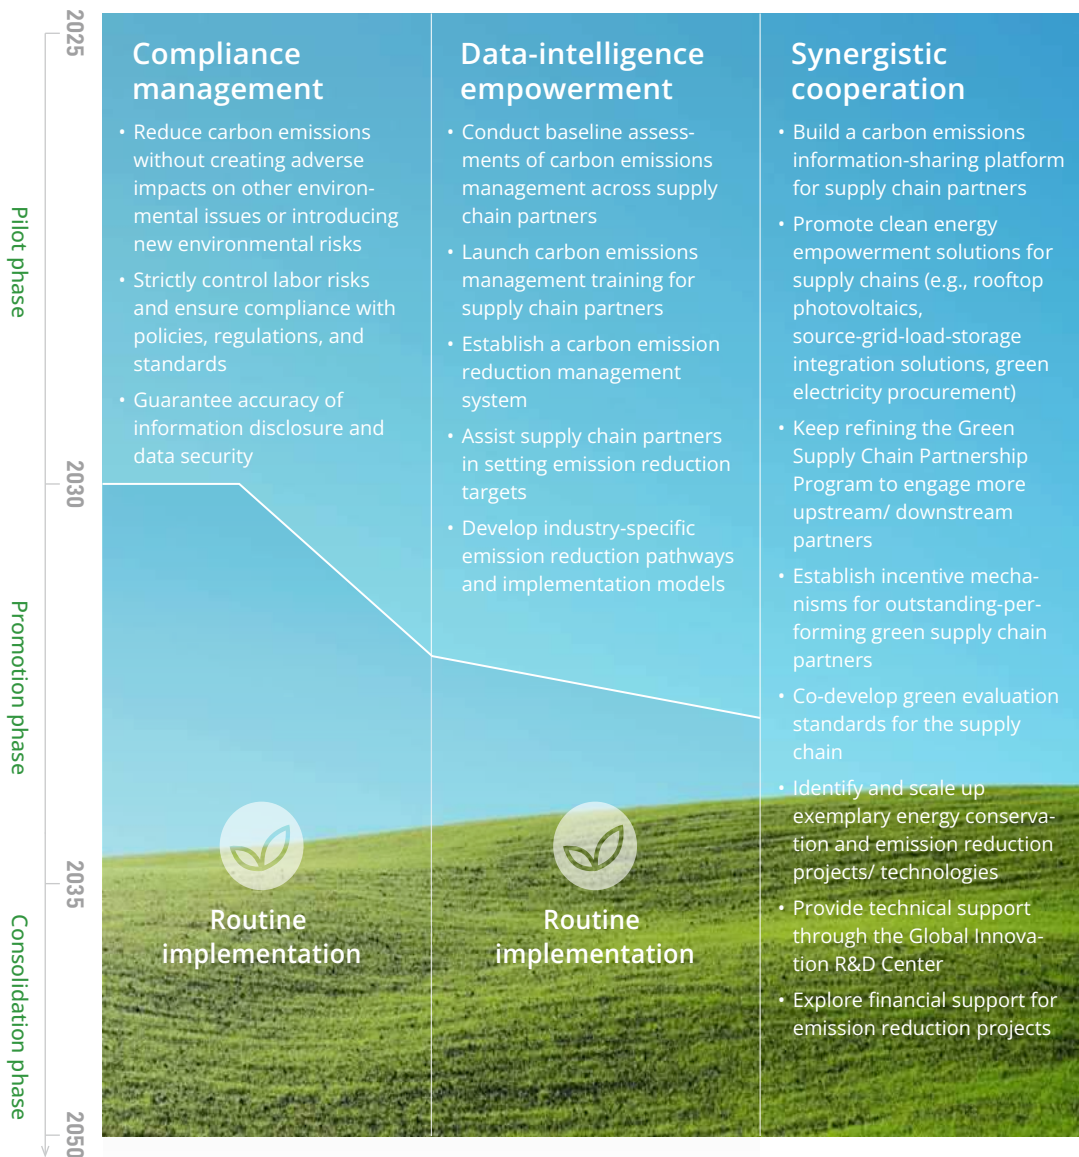 2025
Pilot phase
2030
Promotion phase
2035
Consolidation phase
2050
Compliance
management
• Reduce carbon emissions
without creating adverse
impacts on other environ-
mental issues or introducing
new environmental risks
• Strictly control labor risks
and ensure compliance with
policies, regulations, and
standards
• Guarantee accuracy of
information disclosure and
data security
Routine
implementation
Data-intelligence
empowerment
• Conduct baseline assess-
ments of carbon emissions
management across supply
chain partners
• Launch carbon emissions
management training for
supply chain partners
• Establish a carbon emission
reduction management
system
• Assist supply chain partners
in setting emission reduction
targets
• Develop industry-specific
emission reduction pathways
and implementation models
Routine
implementation
Synergistic
cooperation
• Build a carbon emissions
information-sharing platform
for supply chain partners
• Promote clean energy
empowerment solutions for
supply chains (e.g., rooftop
photovoltaics,
source-grid-load-storage
integration solutions, green
electricity procurement)
• Keep refining the Green
Supply Chain Partnership
Program to engage more
upstream/ downstream
partners
• Establish incentive mecha-
nisms for outstanding-per-
forming green supply chain
partners
• Co-develop green evaluation
standards for the supply
chain
• Identify and scale up
exemplary energy conserva-
tion and emission reduction
projects/ technologies
• Provide technical support
through the Global Innova-
tion R&D Center
• Explore financial support for
emission reduction projects